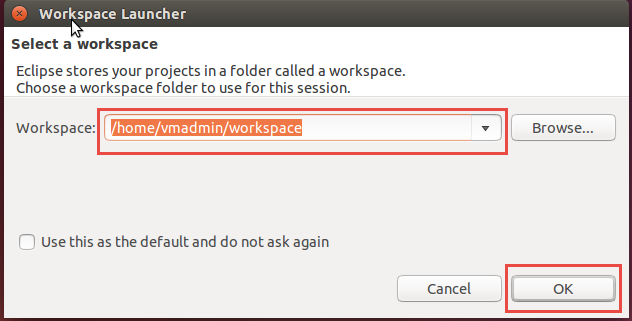 Workspace Launcher
Select a workspace
Eclipse stores your projects in a folder called a workspace.
Choose a workspace folder to use for this session.
Workspace: /home/vmadmin/workspace Browse...
Use this as the default and do not ask again
Cancel OK